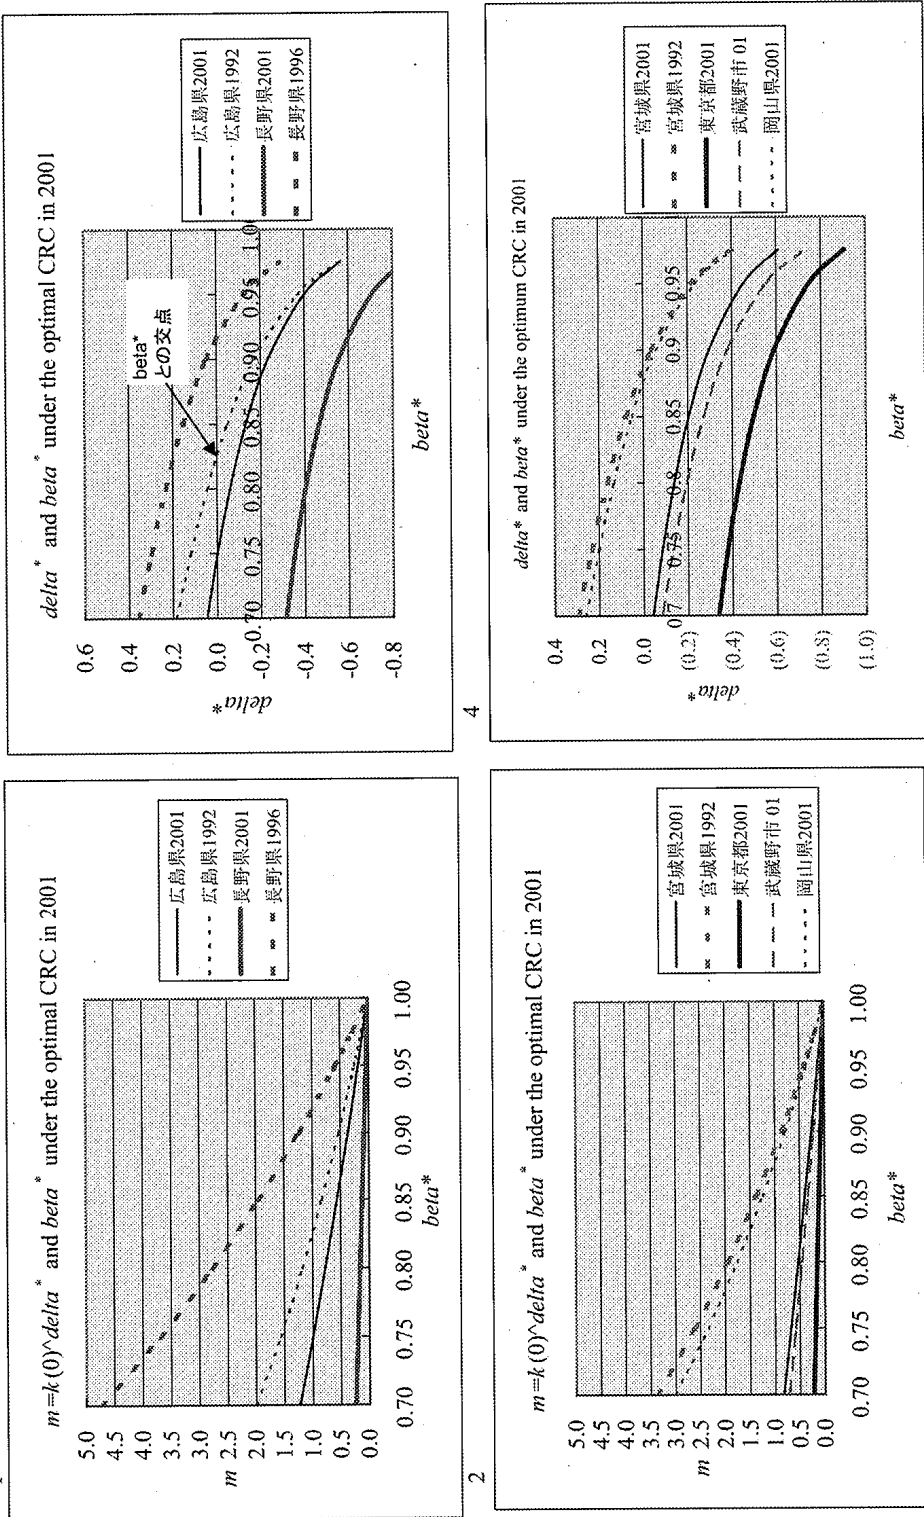 m=k(0)^delta* and beta* under the optimal CRC in 2001
5.0
4.5
4.0
3.5
3.0
2.5
2.0
1.5
1.0
0.5
0.0
m
0.70 0.75 0.80 0.85 0.90 0.95 1.00
beta*
広島県2001
広島県1992
長野県2001
長野県1996
delta* and beta* under the optimal CRC in 2001
0.6
0.4
0.2
0.0
-0.2
-0.4
-0.6
-0.8
delta*
0.70 0.75 0.80 0.85 0.90 0.95 1.00
beta*
beta*
との交点
広島県2001
広島県1992
長野県2001
長野県1996
2
4
m=k(0)^delta* and beta* under the optimal CRC in 2001
5.0
4.5
4.0
3.5
3.0
2.5
2.0
1.5
1.0
0.5
0.0
m
0.70 0.75 0.80 0.85 0.90 0.95 1.00
beta*
宮城県2001
宮城県1992
東京都2001
武蔵野市 01
岡山県2001
delta* and beta* under the optimum CRC in 2001
0.4
0.2
0.0
(0.2)
(0.4)
(0.6)
(0.8)
(1.0)
delta*
0.7 0.75 0.8 0.85 0.9 0.95
beta*
宮城県2001
宮城県1992
東京都2001
武蔵野市 01
岡山県2001